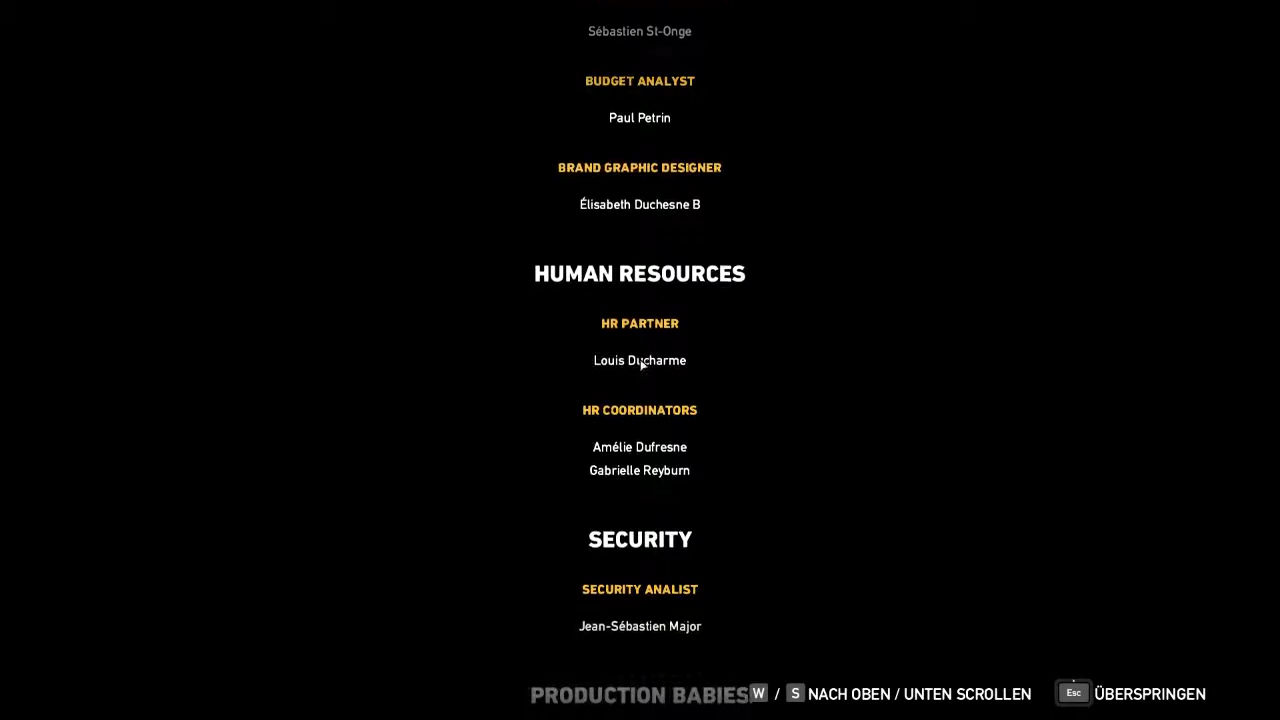 Sébastien St-Onge
BUDGET ANALYST
Paul Petrin
BRAND GRAPHIC DESIGNER
Élisabeth Duchesne B
HUMAN RESOURCES
HR PARTNER
Louis Ducharme
HR COORDINATORS
Amélie Dufresne
Gabrielle Reyburn
SECURITY
SECURITY ANALIST
Jean-Sébastien Major
PRODUCTION BABIES
W / S NACH OBEN / UNTEN SCROLLEN
Esc ÜBERSPRINGEN